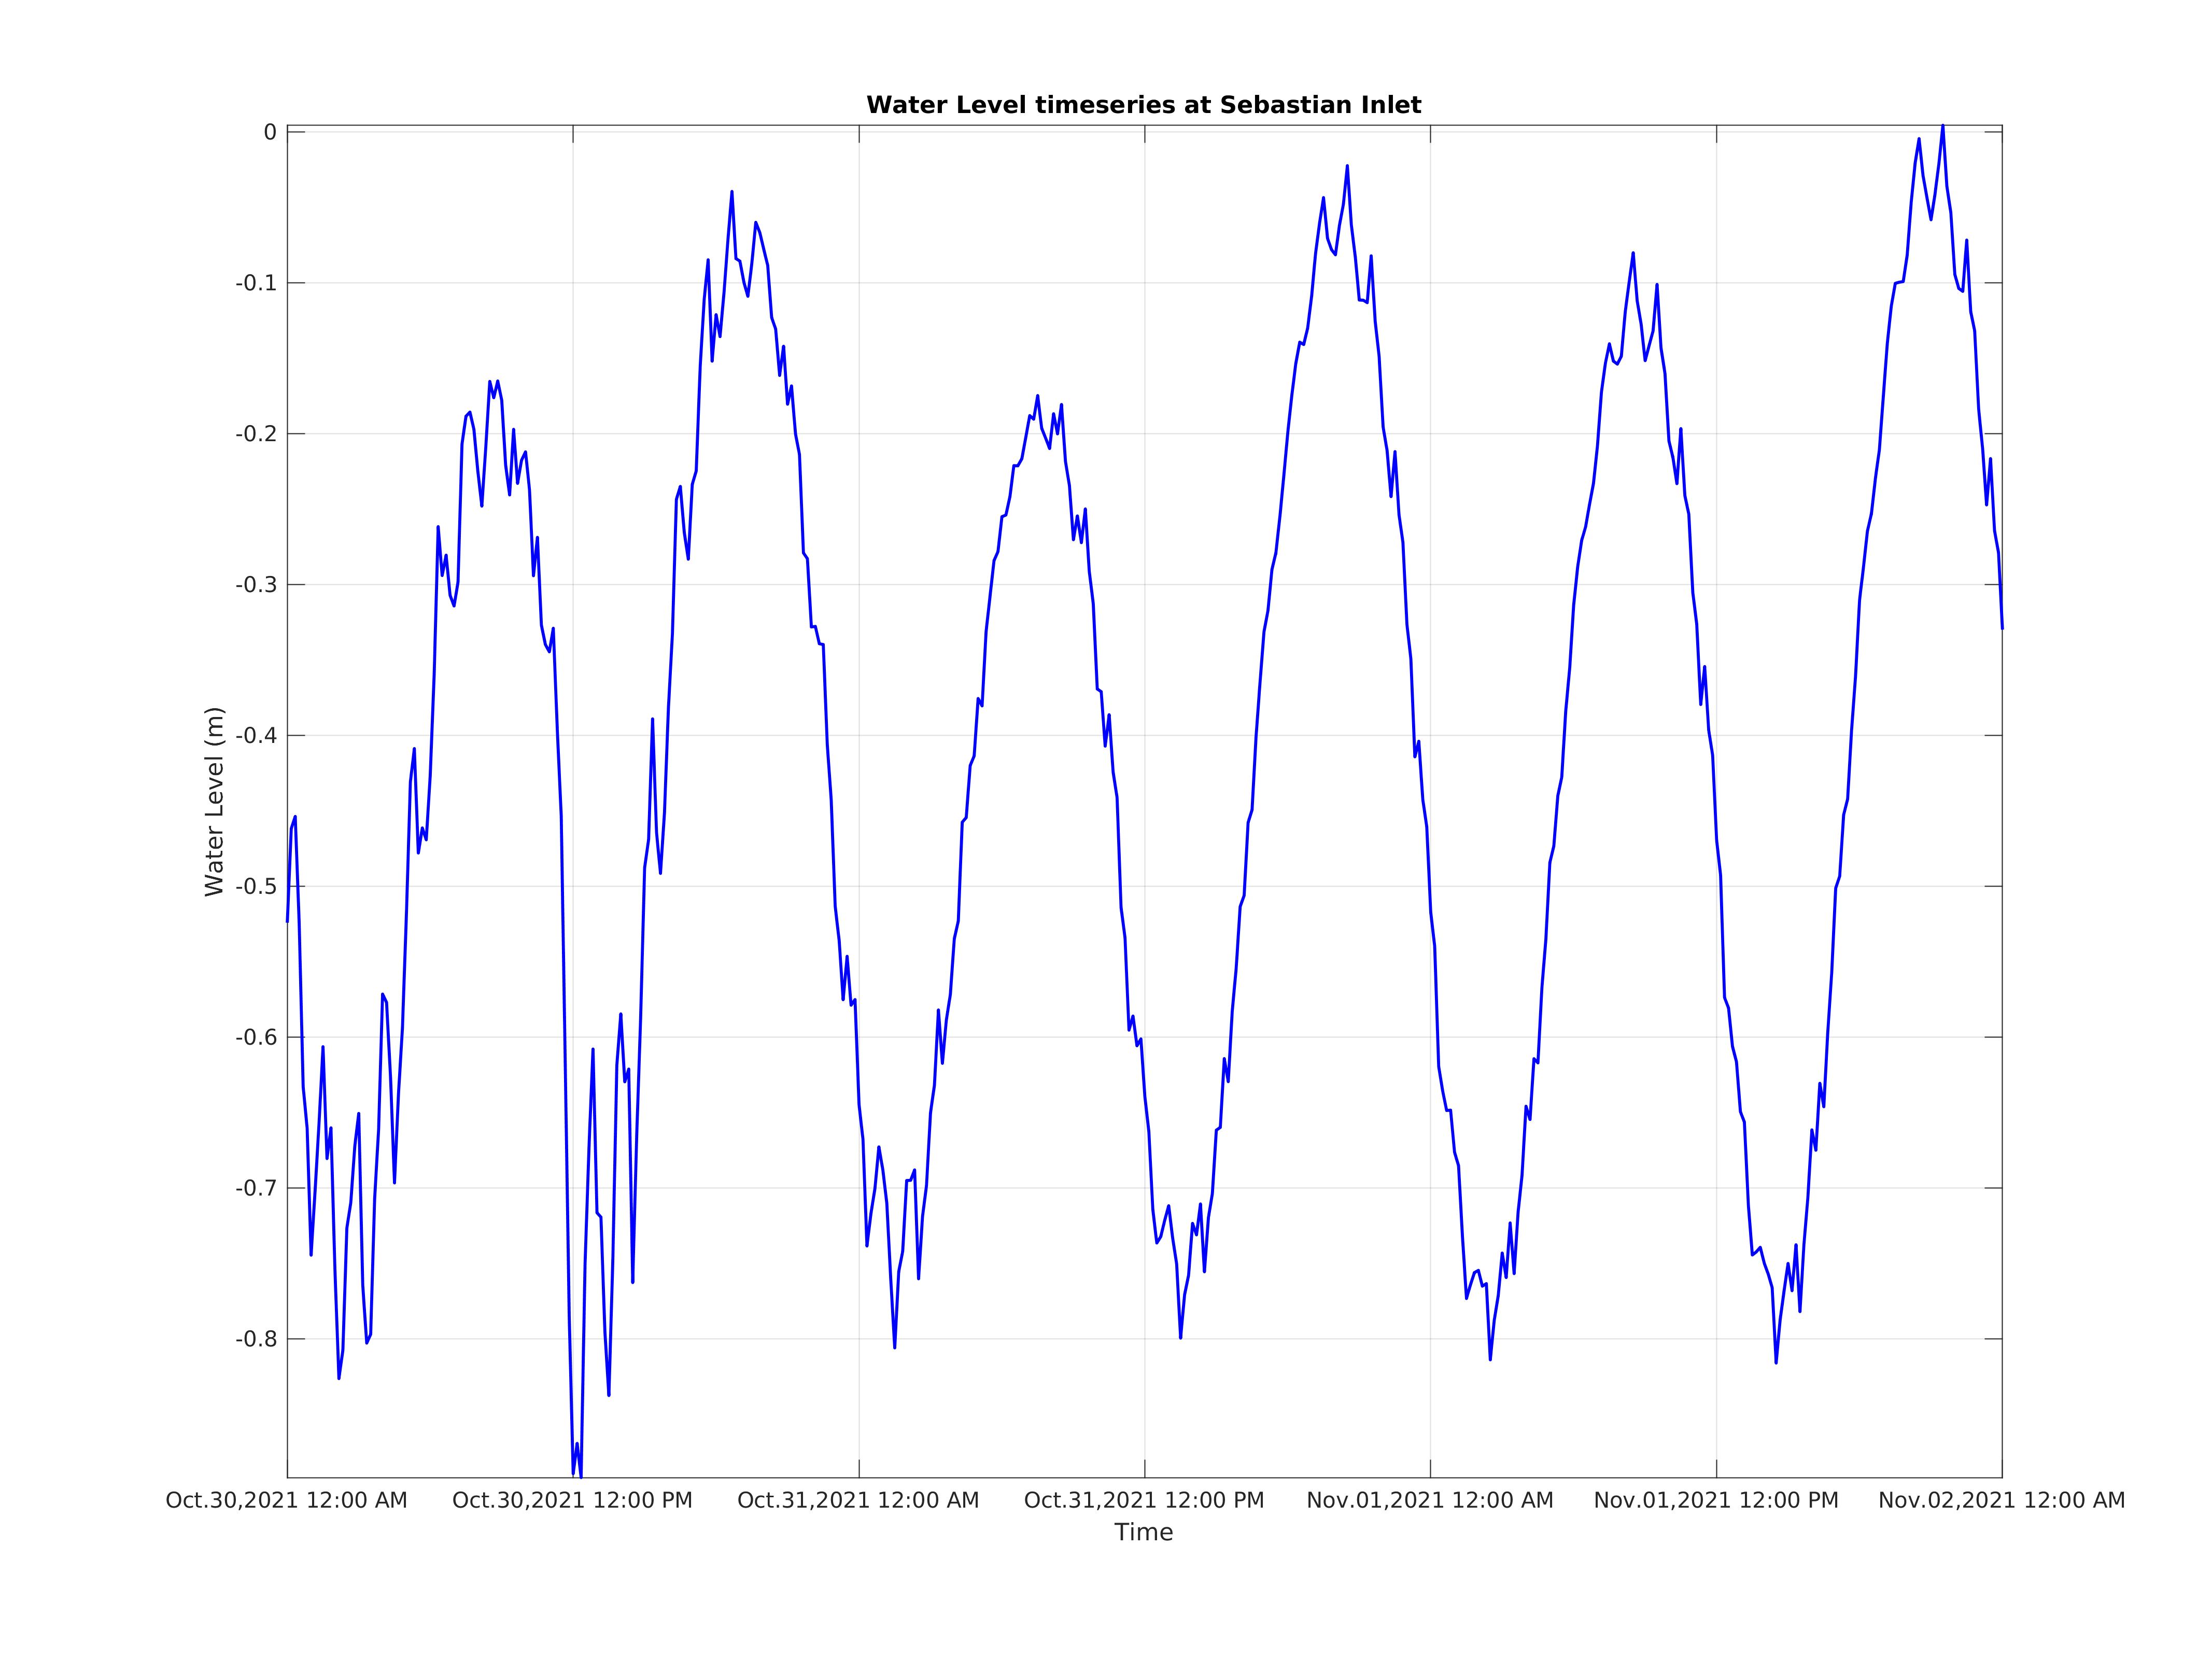 Water Level timeseries at Sebastian Inlet
0
-0.1
-0.2
-0.3
-0.4
-0.5
-0.6
-0.7
-0.8
Water Level (m)
Oct.30,2021 12:00 AM
Oct.30,2021 12:00 PM
Oct.31,2021 12:00 AM
Oct.31,2021 12:00 PM
Nov.01,2021 12:00 AM
Nov.01,2021 12:00 PM
Nov.02,2021 12:00 AM
Time